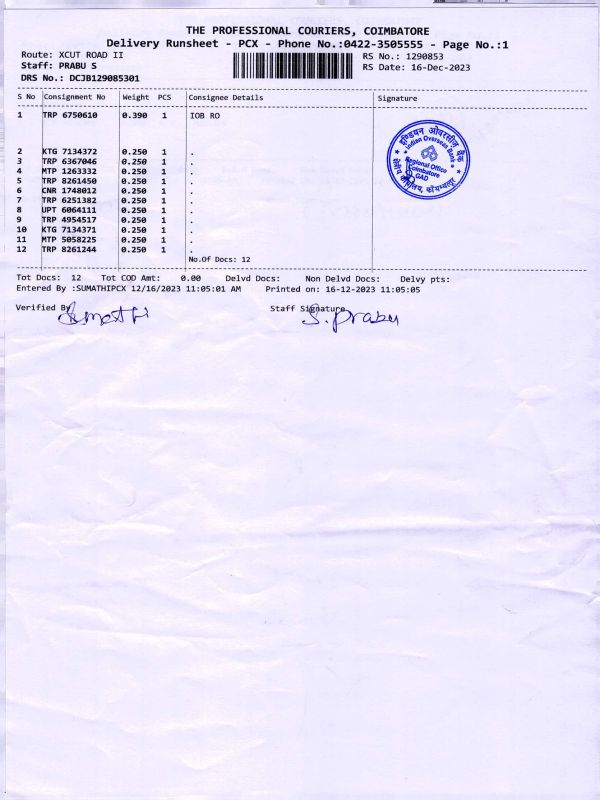 THE PROFESSIONAL COURIERS, COIMBATORE
Delivery Runsheet - PCX - Phone No.:0422-3505555 - Page No.:1
Route: XCUT ROAD II
RS No.: 1290853
Staff: PRABU S
RS Date: 16-Dec-2023
DRS No.: DCJB129085301
S No Consignment No Weight PCS Consignee Details Signature
1 TRP 6750610 0.390 1 IOB RO
2 KTG 7134372 0.250 1 .
3 TRP 6367046 0.250 1 .
4 MTP 1263332 0.250 1 .
5 TRP 8261450 0.250 1 .
6 CNR 1748012 0.250 1 .
7 TRP 6251382 0.250 1 .
8 UPT 6064111 0.250 1 .
9 TRP 4954517 0.250 1 .
10 KTG 7134371 0.250 1 .
11 MTP 5058225 0.250 1 .
12 TRP 8261244 0.250 1 .
No.Of Docs: 12
इण्डियन ओवरसीज़ बैंक
Indian Overseas Bank
Regional Office
Coimbatore
GAD
क्षेत्रीय कार्यालय, कोयम्बत्तूर
Tot Docs: 12 Tot COD Amt: 0.00 Delvd Docs: Non Delvd Docs: Delvy pts:
Entered By :SUMATHIPCX 12/16/2023 11:05:01 AM Printed on: 16-12-2023 11:05:05
Verified By Sumathi Staff Signature S. Prabu